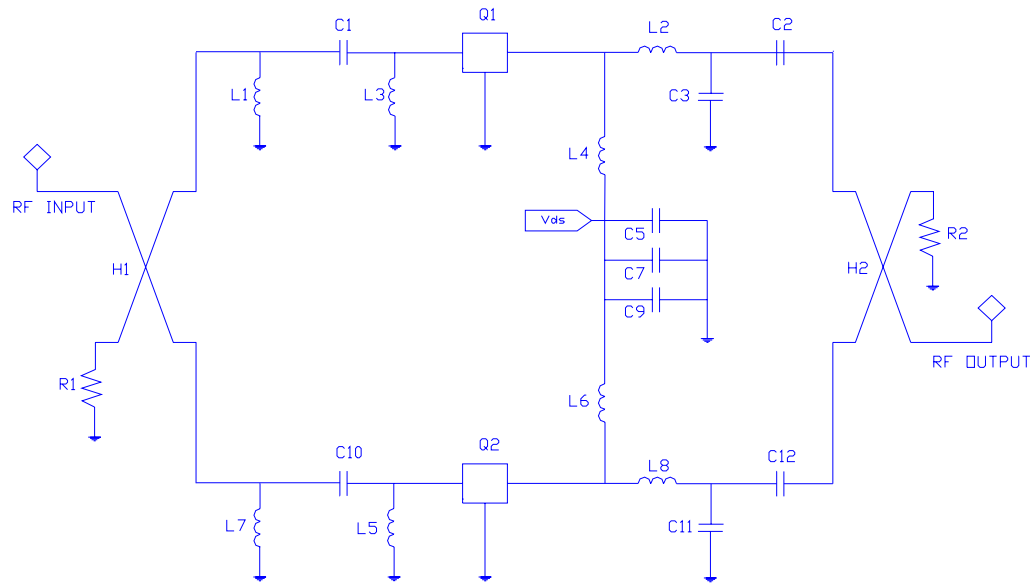 C1
Q1
L2
C2
L1
L3
C3
L4
RF INPUT
Vds
C5
R2
H1
C7
H2
C9
RF OUTPUT
R1
L6
C10
Q2
L8
C12
L7
L5
C11